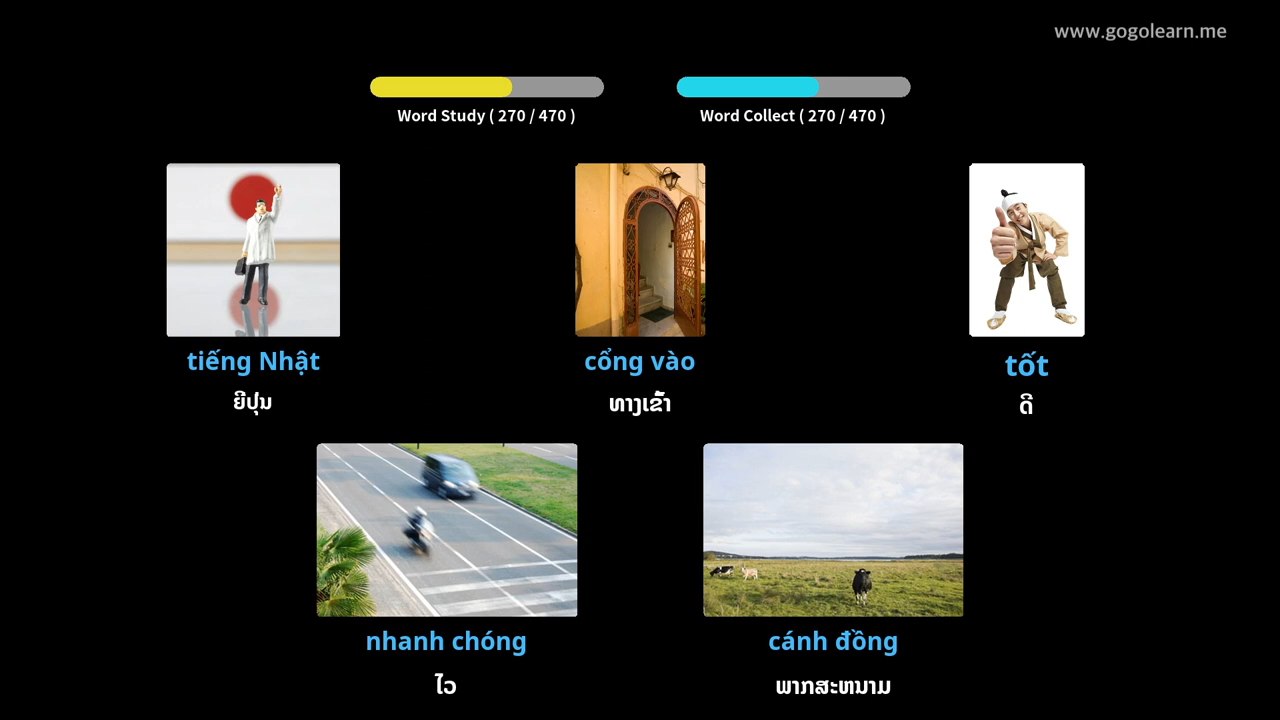 www.gogolearn.me
Word Study ( 270 / 470 )
Word Collect ( 270 / 470 )
tiếng Nhật
ຍີປຸນ
cổng vào
ທາງເຂົ້າ
tốt
ດີ
nhanh chóng
ໄວ
cánh đồng
ພາກສະຫນາມ